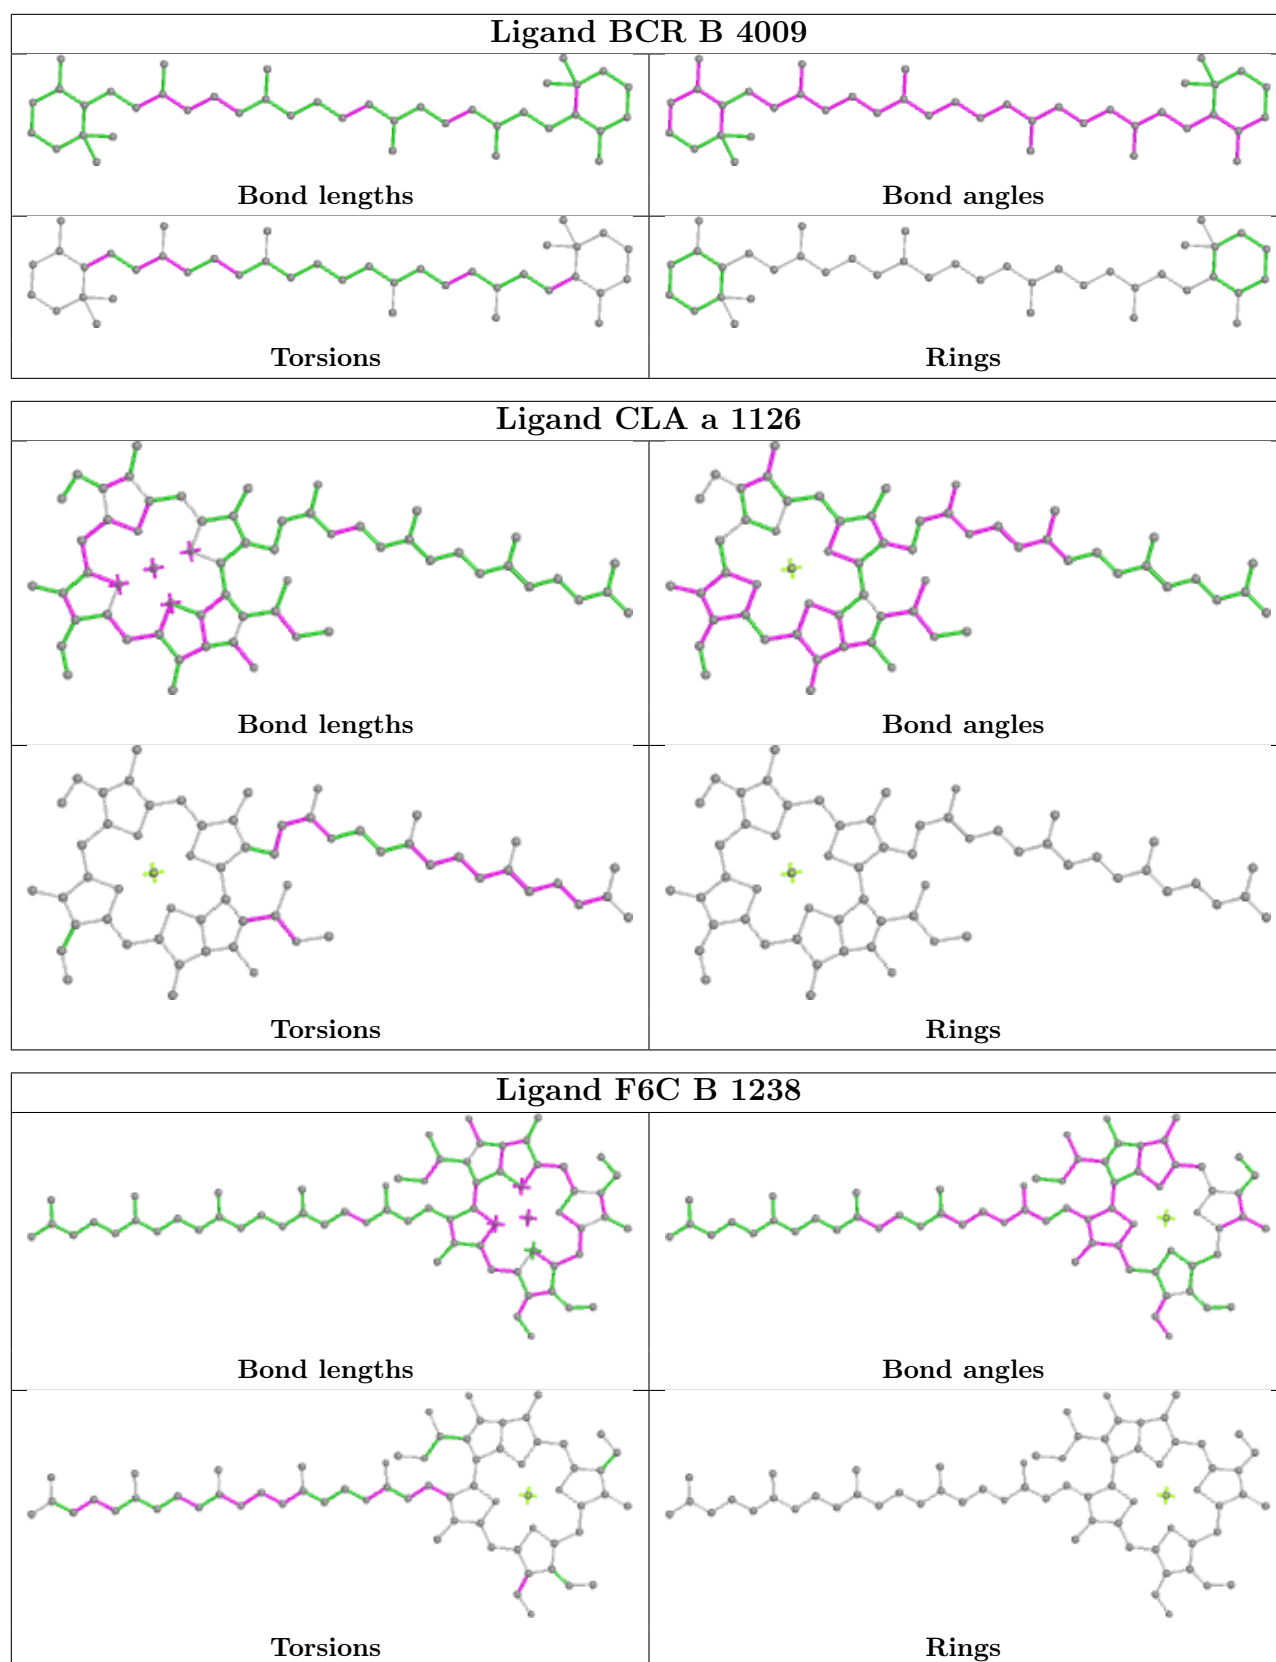 Ligand BCR B 4009
Bond lengths
Bond angles
Torsions
Rings
Ligand CLA a 1126
Bond lengths
Bond angles
Torsions
Rings
Ligand F6C B 1238
Bond lengths
Bond angles
Torsions
Rings